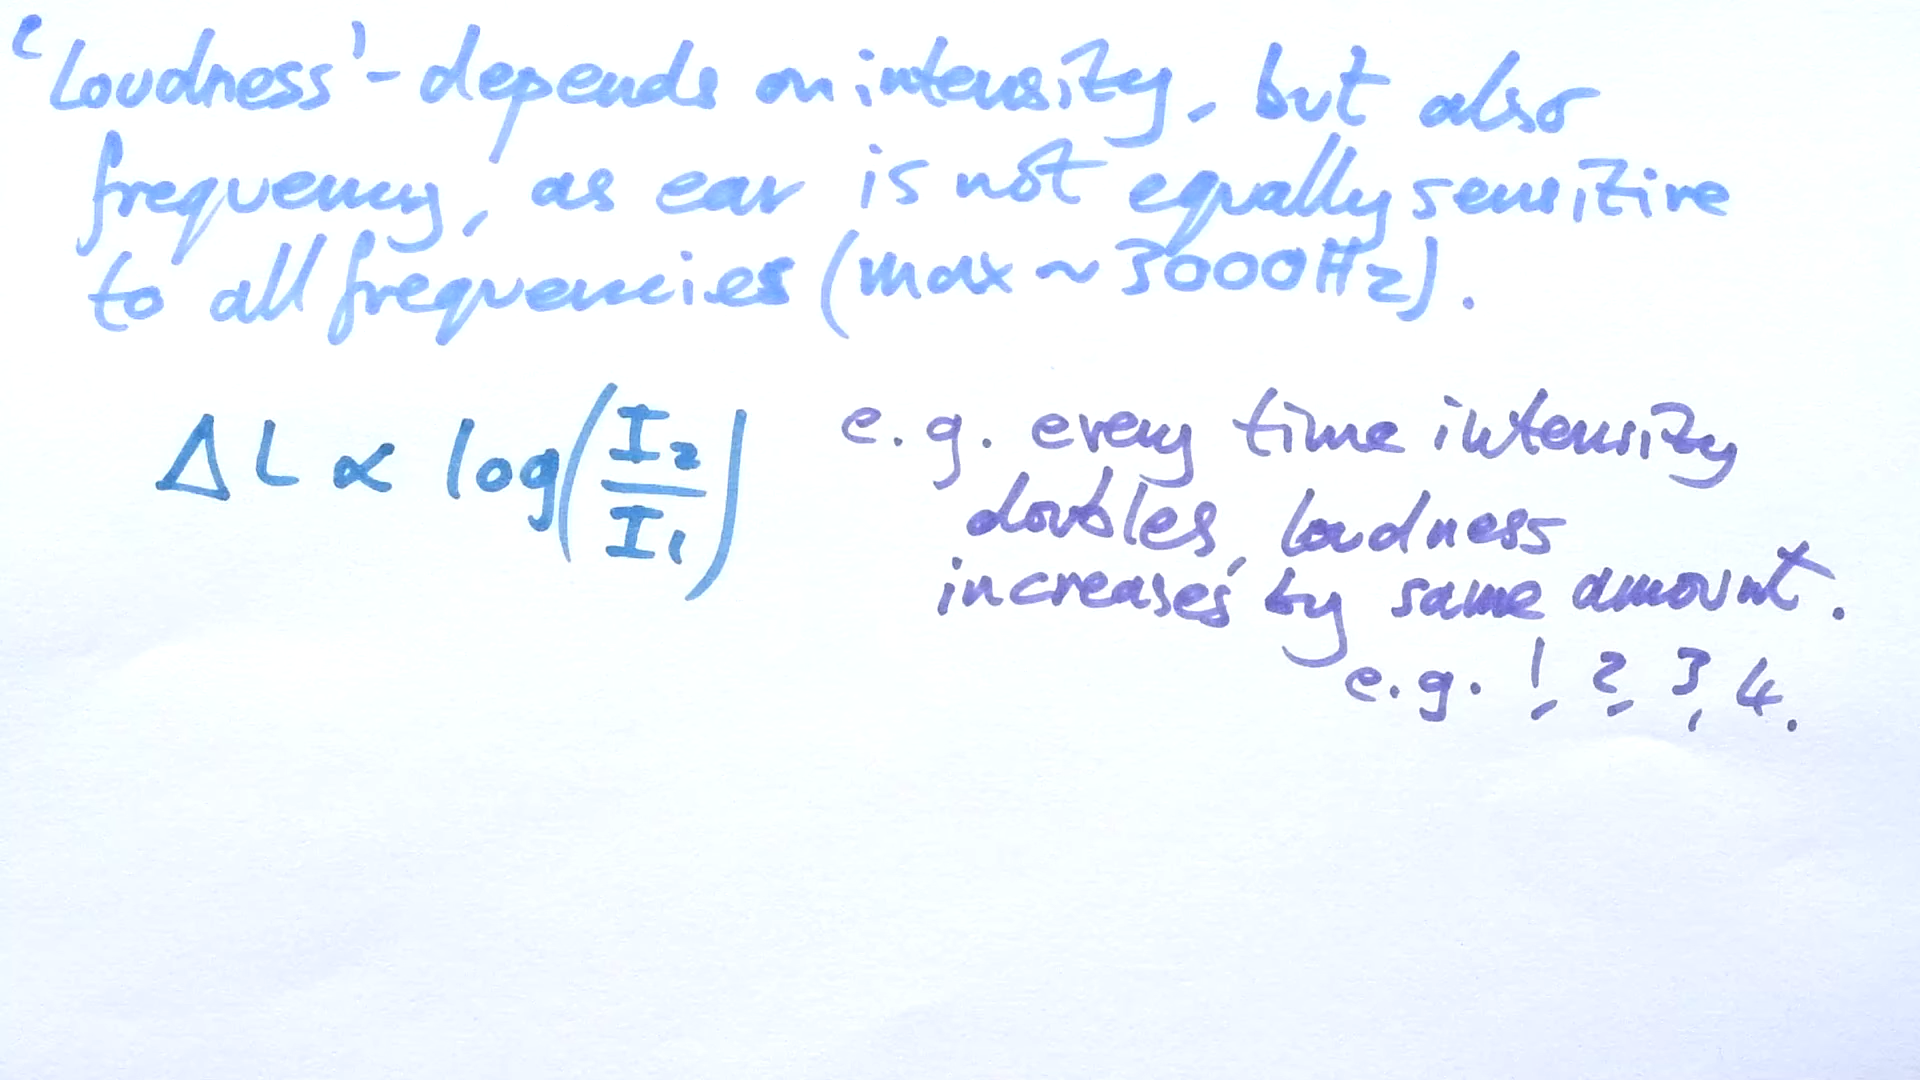 'Loudness' - depends on intensity, but also
frequency, as ear is not equally sensitive
to all frequencies (max ~ 3000Hz).
ΔL ∝ log(I₂/I₁)
e.g. every time intensity
doubles, loudness
increases by same amount.
e.g. 1, 2, 3, 4.